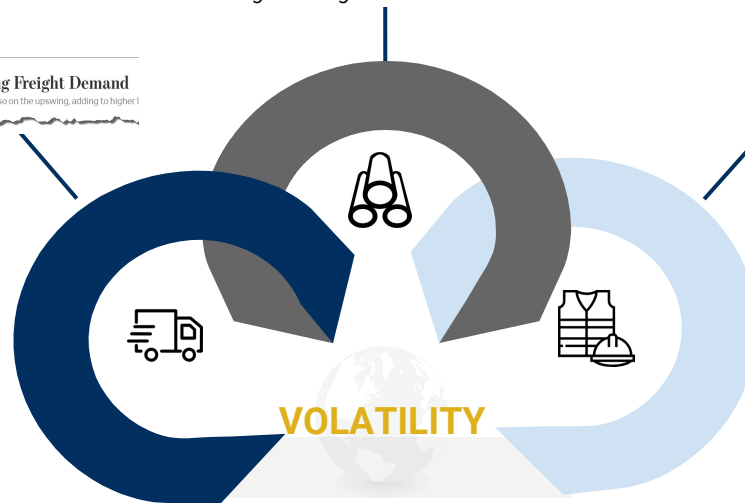 g Freight Demand
so on the upswing, adding to higher l
VOLATILITY